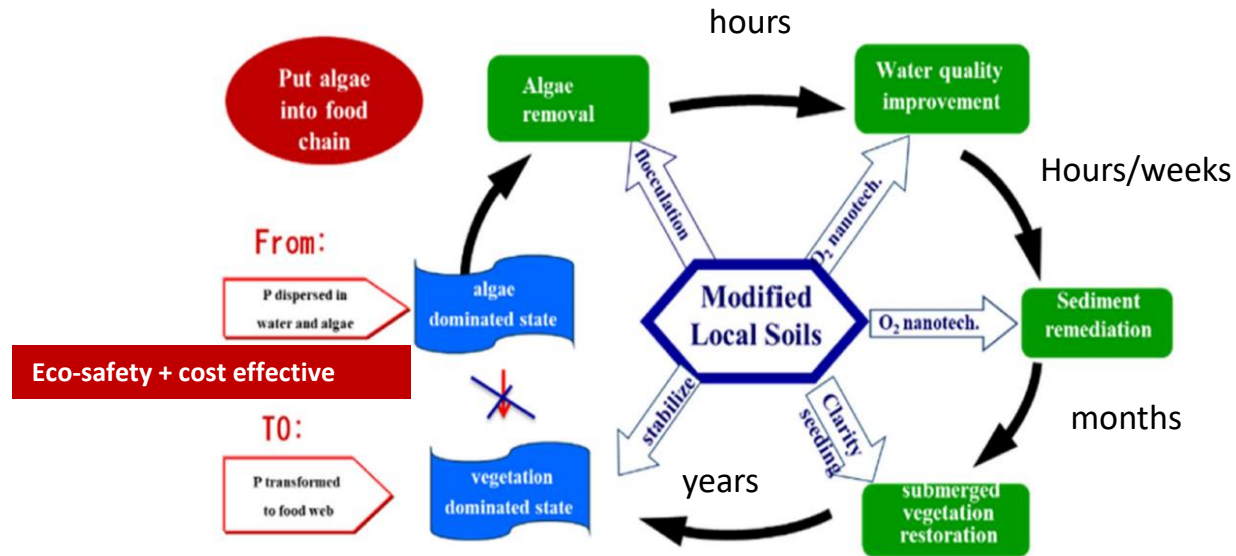 hours
Put algae
into food
chain
Algae
removal
Water quality
improvement
flocculation
O₂ nanotech.
Hours/weeks
From:
P dispersed in
water and algae
algae
dominated state
Modified
Local Soils
O₂ nanotech.
Sediment
remediation
Eco-safety + cost effective
stabilize
Clarity
seeding
months
TO:
P transformed
to food web
vegetation
dominated state
years
submerged
vegetation
restoration